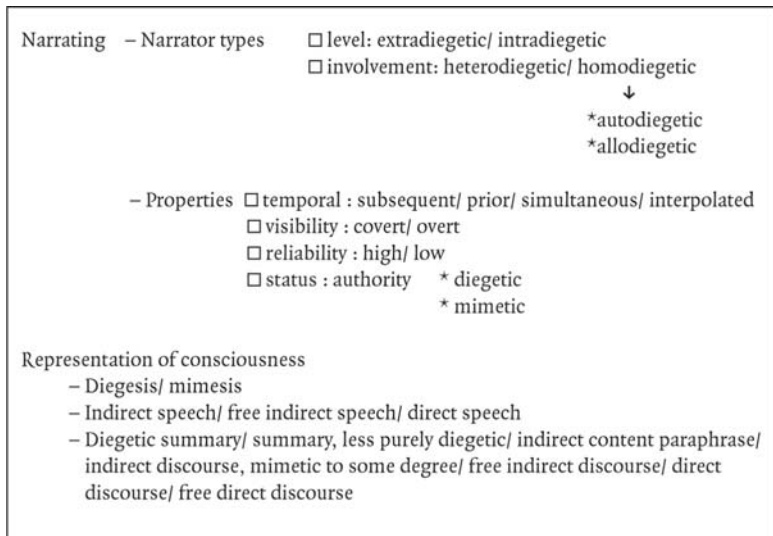 Narrating – Narrator types □ level: extradiegetic/ intradiegetic
□ involvement: heterodiegetic/ homodiegetic
↓
*autodiegetic
*allodiegetic
– Properties □ temporal : subsequent/ prior/ simultaneous/ interpolated
□ visibility : covert/ overt
□ reliability : high/ low
□ status : authority * diegetic
* mimetic
Representation of consciousness
– Diegesis/ mimesis
– Indirect speech/ free indirect speech/ direct speech
– Diegetic summary/ summary, less purely diegetic/ indirect content paraphrase/
indirect discourse, mimetic to some degree/ free indirect discourse/ direct
discourse/ free direct discourse